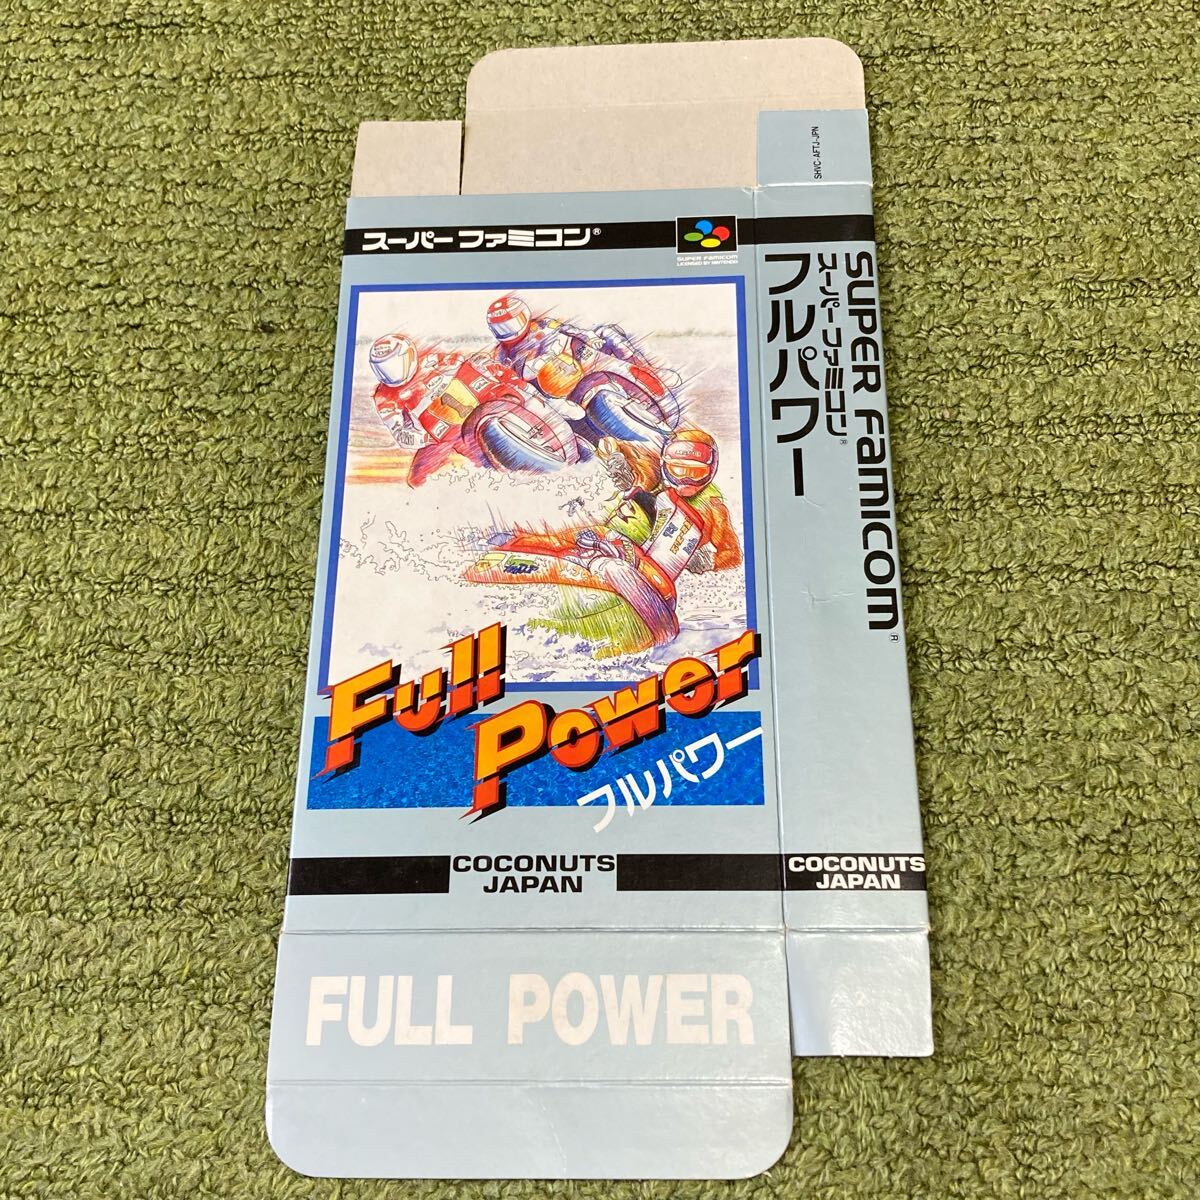 SHVC-AFTJ-JPN
スーパーファミコン®
SUPER FAMICOM
LICENSED BY NINTENDO
Full
Power
フルパワー
COCONUTS
JAPAN
FULL POWER
SUPER FAMICOM®
スーパーファミコン®
フルパワー
COCONUTS
JAPAN